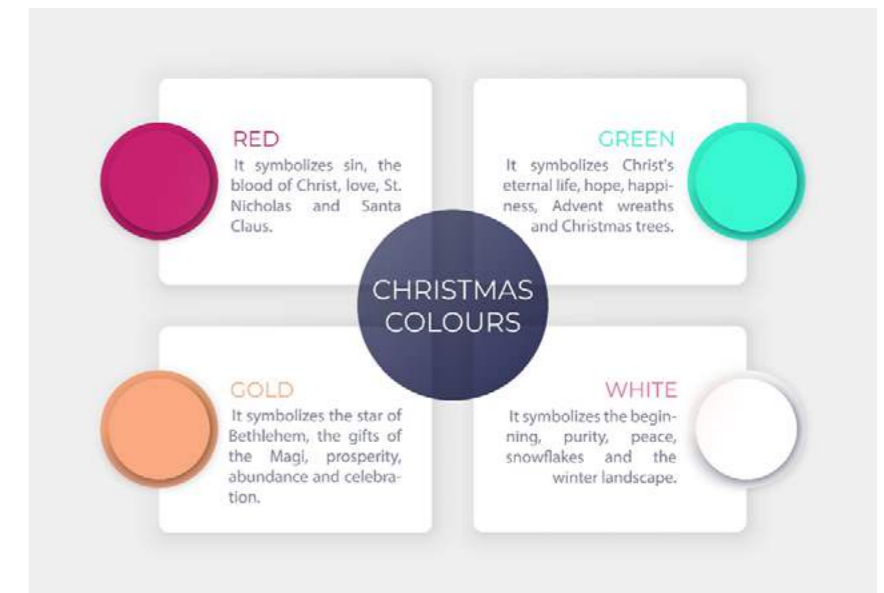 RED
It symbolizes sin, the
blood of Christ, love, St.
Nicholas and Santa
Claus.
GREEN
It symbolizes Christ's
eternal life, hope, happi-
ness, Advent wreaths
and Christmas trees.
CHRISTMAS
COLOURS
GOLD
It symbolizes the star of
Bethlehem, the gifts of
the Magi, prosperity,
abundance and celebra-
tion.
WHITE
It symbolizes the begin-
ning, purity, peace,
snowflakes and the
winter landscape.